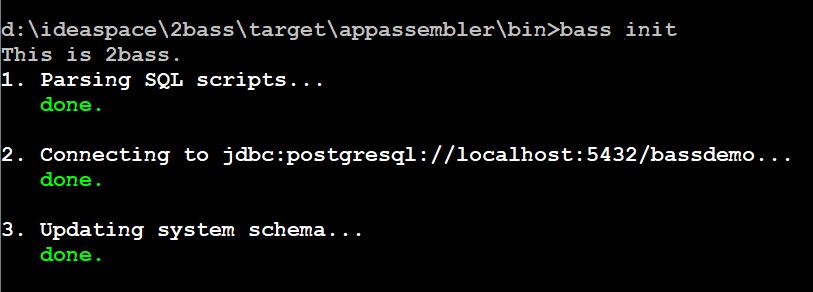 d:\ideaspace\2bass\target\appassembler\bin>bass init
This is 2bass.
1. Parsing SQL scripts...
done.
2. Connecting to jdbc:postgresql://localhost:5432/bassdemo...
done.
3. Updating system schema...
done.